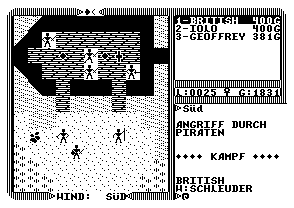 1-BRITISH 400G
2-IOLO 400G
3-GEOFFREY 381G
L:0025 ♀ G:1831
Süd
ANGRIFF DURCH
PIRATEN
♦♦♦♦ KAMPF ♦♦♦♦
BRITISH
W:SCHLEUDER
WIND: SÜD